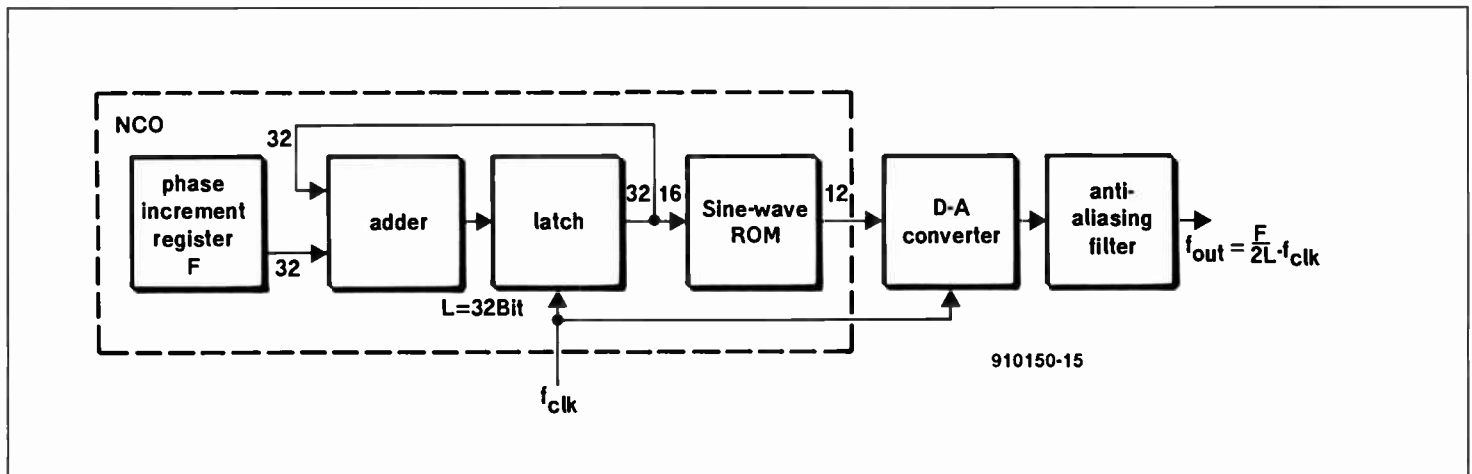 NCO
32
phase
increment
register
F
32
adder
latch
L=32Bit
32 16
Sine-wave
ROM
12
D-A
converter
anti-
aliasing
filter
fout = F/2L·fclk
fclk
910150-15